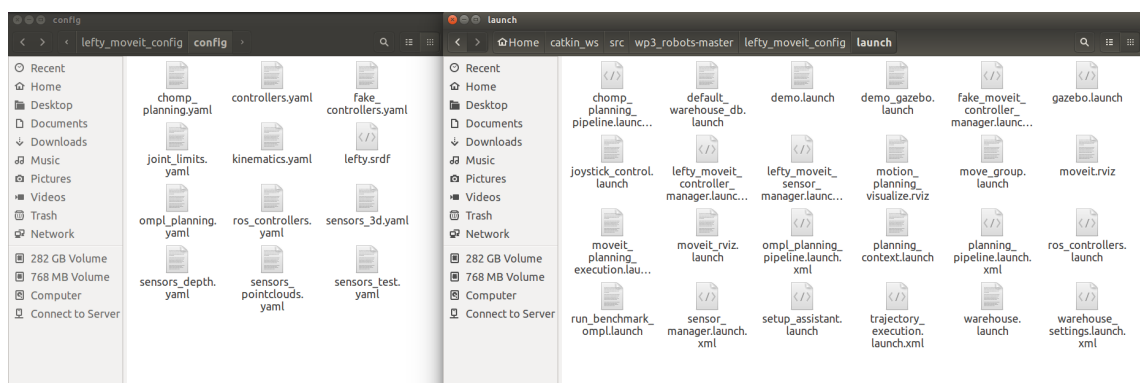 config
lefty_moveit_config config
Recent
Home
Desktop
Documents
Downloads
Music
Pictures
Videos
Trash
Network
282 GB Volume
768 MB Volume
Computer
Connect to Server
chomp_
planning.yaml
controllers.yaml
fake_
controllers.yaml
joint_limits.
yaml
kinematics.yaml
lefty.srdf
ompl_planning.
yaml
ros_controllers.
yaml
sensors_3d.yaml
sensors_depth.
yaml
sensors_
pointclouds.
yaml
sensors_test.
yaml
launch
Home catkin_ws src wp3_robots-master lefty_moveit_config launch
Recent
Home
Desktop
Documents
Downloads
Music
Pictures
Videos
Trash
Network
282 GB Volume
768 MB Volume
Computer
Connect to Server
chomp_
planning_
pipeline.launc...
default_
warehouse_db.
launch
demo.launch
demo_gazebo.
launch
fake_moveit_
controller_
manager.launc...
gazebo.launch
joystick_control.
launch
lefty_moveit_
controller_
manager.launc...
lefty_moveit_
sensor_
manager.launc...
motion_
planning_
visualize.rviz
move_group.
launch
moveit.rviz
moveit_
planning_
execution.lau...
moveit_rviz.
launch
ompl_planning_
pipeline.launch.
xml
planning_
context.launch
planning_
pipeline.launch.
xml
ros_controllers.
launch
run_benchmark_
ompl.launch
sensor_
manager.launch.
xml
setup_assistant.
launch
trajectory_
execution.
launch.xml
warehouse.
launch
warehouse_
settings.launch.
xml